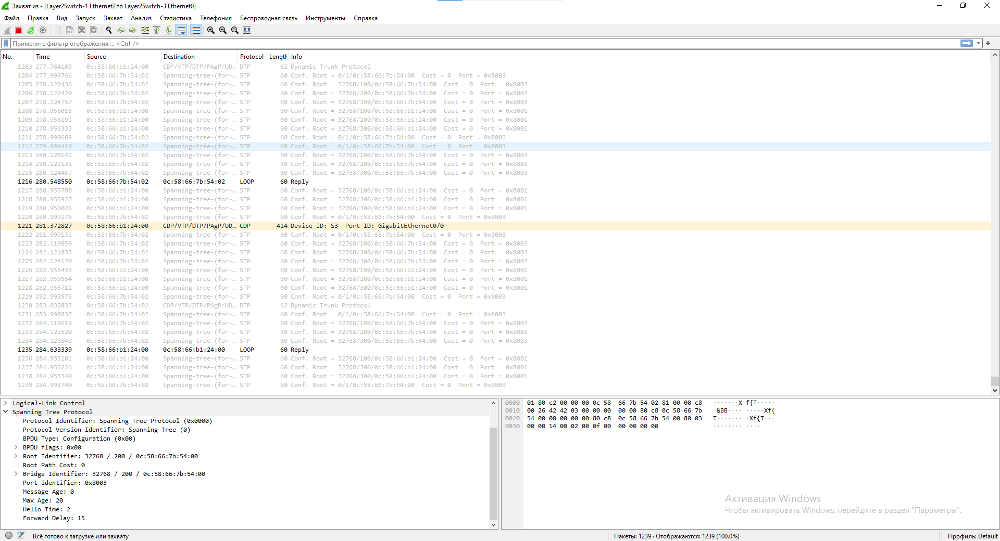 Захват из - [Layer2Switch-1 Ethernet2 to Layer2Switch-3 Ethernet0]
Файл Правка Вид Запуск Захват Анализ Статистика Телефония Беспроводная связь Инструменты Справка
Примените фильтр отображения ... <Ctrl-/>
No. Time Source Destination Protocol Length Info
1203 277.764103 0c:58:66:b1:24:00 CDP/VTP/DTP/PAgP/UD… DTP 62 Dynamic Trunk Protocol
1204 277.999766 0c:58:66:7b:54:02 Spanning-tree-(for-… STP 60 Conf. Root = 0/1/0c:58:66:7b:54:00 Cost = 0 Port = 0x8003
1205 278.120436 0c:58:66:7b:54:02 Spanning-tree-(for-… STP 60 Conf. Root = 32768/100/0c:58:66:7b:54:00 Cost = 0 Port = 0x8003
1206 278.122420 0c:58:66:7b:54:02 Spanning-tree-(for-… STP 60 Conf. Root = 32768/200/0c:58:66:7b:54:00 Cost = 0 Port = 0x8003
1207 278.124757 0c:58:66:7b:54:02 Spanning-tree-(for-… STP 60 Conf. Root = 32768/300/0c:58:66:7b:54:00 Cost = 0 Port = 0x8003
1208 278.956015 0c:58:66:b1:24:00 Spanning-tree-(for-… STP 60 Conf. Root = 32768/100/0c:58:66:b1:24:00 Cost = 0 Port = 0x8001
1209 278.956191 0c:58:66:b1:24:00 Spanning-tree-(for-… STP 60 Conf. Root = 32768/200/0c:58:66:b1:24:00 Cost = 0 Port = 0x8001
1210 278.956333 0c:58:66:b1:24:00 Spanning-tree-(for-… STP 60 Conf. Root = 32768/300/0c:58:66:b1:24:00 Cost = 0 Port = 0x8001
1211 278.999669 0c:58:66:7b:54:02 Spanning-tree-(for-… STP 60 Conf. Root = 0/1/0c:58:66:7b:54:00 Cost = 0 Port = 0x8003
1212 279.999419 0c:58:66:7b:54:02 Spanning-tree-(for-… STP 60 Conf. Root = 0/1/0c:58:66:7b:54:00 Cost = 0 Port = 0x8003
1213 280.120141 0c:58:66:7b:54:02 Spanning-tree-(for-… STP 60 Conf. Root = 32768/100/0c:58:66:7b:54:00 Cost = 0 Port = 0x8003
1214 280.122131 0c:58:66:7b:54:02 Spanning-tree-(for-… STP 60 Conf. Root = 32768/200/0c:58:66:7b:54:00 Cost = 0 Port = 0x8003
1215 280.124457 0c:58:66:7b:54:02 Spanning-tree-(for-… STP 60 Conf. Root = 32768/300/0c:58:66:7b:54:00 Cost = 0 Port = 0x8003
1216 280.548550 0c:58:66:7b:54:02 0c:58:66:7b:54:02 LOOP 60 Reply
1217 280.955780 0c:58:66:b1:24:00 Spanning-tree-(for-… STP 60 Conf. Root = 32768/100/0c:58:66:b1:24:00 Cost = 0 Port = 0x8001
1218 280.955927 0c:58:66:b1:24:00 Spanning-tree-(for-… STP 60 Conf. Root = 32768/200/0c:58:66:b1:24:00 Cost = 0 Port = 0x8001
1219 280.956026 0c:58:66:b1:24:00 Spanning-tree-(for-… STP 60 Conf. Root = 32768/300/0c:58:66:b1:24:00 Cost = 0 Port = 0x8001
1220 280.999276 0c:58:66:7b:54:02 Spanning-tree-(for-… STP 60 Conf. Root = 0/1/0c:58:66:7b:54:00 Cost = 0 Port = 0x8003
1221 281.372827 0c:58:66:b1:24:00 CDP/VTP/DTP/PAgP/UD… CDP 414 Device ID: S3 Port ID: GigabitEthernet0/0
1222 281.999131 0c:58:66:7b:54:02 Spanning-tree-(for-… STP 60 Conf. Root = 0/1/0c:58:66:7b:54:00 Cost = 0 Port = 0x8003
1223 282.119859 0c:58:66:7b:54:02 Spanning-tree-(for-… STP 60 Conf. Root = 32768/100/0c:58:66:7b:54:00 Cost = 0 Port = 0x8003
1224 282.121833 0c:58:66:7b:54:02 Spanning-tree-(for-… STP 60 Conf. Root = 32768/200/0c:58:66:7b:54:00 Cost = 0 Port = 0x8003
1225 282.124170 0c:58:66:7b:54:02 Spanning-tree-(for-… STP 60 Conf. Root = 32768/300/0c:58:66:7b:54:00 Cost = 0 Port = 0x8003
1226 282.955433 0c:58:66:b1:24:00 Spanning-tree-(for-… STP 60 Conf. Root = 32768/100/0c:58:66:b1:24:00 Cost = 0 Port = 0x8001
1227 282.955554 0c:58:66:b1:24:00 Spanning-tree-(for-… STP 60 Conf. Root = 32768/200/0c:58:66:b1:24:00 Cost = 0 Port = 0x8001
1228 282.955711 0c:58:66:b1:24:00 Spanning-tree-(for-… STP 60 Conf. Root = 32768/300/0c:58:66:b1:24:00 Cost = 0 Port = 0x8001
1229 282.998976 0c:58:66:7b:54:02 Spanning-tree-(for-… STP 60 Conf. Root = 0/1/0c:58:66:7b:54:00 Cost = 0 Port = 0x8003
1230 283.032837 0c:58:66:7b:54:02 CDP/VTP/DTP/PAgP/UD… DTP 62 Dynamic Trunk Protocol
1231 283.998837 0c:58:66:7b:54:02 Spanning-tree-(for-… STP 60 Conf. Root = 0/1/0c:58:66:7b:54:00 Cost = 0 Port = 0x8003
1232 284.119619 0c:58:66:7b:54:02 Spanning-tree-(for-… STP 60 Conf. Root = 32768/100/0c:58:66:7b:54:00 Cost = 0 Port = 0x8003
1233 284.121520 0c:58:66:7b:54:02 Spanning-tree-(for-… STP 60 Conf. Root = 32768/200/0c:58:66:7b:54:00 Cost = 0 Port = 0x8003
1234 284.123848 0c:58:66:7b:54:02 Spanning-tree-(for-… STP 60 Conf. Root = 32768/300/0c:58:66:7b:54:00 Cost = 0 Port = 0x8003
1235 284.633339 0c:58:66:b1:24:00 0c:58:66:b1:24:00 LOOP 60 Reply
1236 284.955101 0c:58:66:b1:24:00 Spanning-tree-(for-… STP 60 Conf. Root = 32768/100/0c:58:66:b1:24:00 Cost = 0 Port = 0x8001
1237 284.955226 0c:58:66:b1:24:00 Spanning-tree-(for-… STP 60 Conf. Root = 32768/200/0c:58:66:b1:24:00 Cost = 0 Port = 0x8001
1238 284.955340 0c:58:66:b1:24:00 Spanning-tree-(for-… STP 60 Conf. Root = 32768/300/0c:58:66:b1:24:00 Cost = 0 Port = 0x8001
1239 284.998740 0c:58:66:7b:54:02 Spanning-tree-(for-… STP 60 Conf. Root = 0/1/0c:58:66:7b:54:00 Cost = 0 Port = 0x8003
Logical-Link Control
Spanning Tree Protocol
Protocol Identifier: Spanning Tree Protocol (0x0000)
Protocol Version Identifier: Spanning Tree (0)
BPDU Type: Configuration (0x00)
BPDU flags: 0x00
Root Identifier: 32768 / 200 / 0c:58:66:7b:54:00
Root Path Cost: 0
Bridge Identifier: 32768 / 200 / 0c:58:66:7b:54:00
Port identifier: 0x8003
Message Age: 0
Max Age: 20
Hello Time: 2
Forward Delay: 15
0000 01 80 c2 00 00 00 0c 58 66 7b 54 02 81 00 00 c8 ·······X f{T·····
0010 00 26 42 42 03 00 00 00 00 00 80 c8 0c 58 66 7b ·&BB···· ·····Xf{
0020 54 00 00 00 00 00 80 c8 0c 58 66 7b 54 00 80 03 T······· ·Xf{T···
0030 00 00 14 00 02 00 0f 00 00 00 00 00 ········ ····
Активация Windows
Чтобы активировать Windows, перейдите в раздел "Параметры".
Всё готово к загрузке или захвату
Пакеты: 1239 · Отображаются: 1239 (100.0%)
Профиль: Default